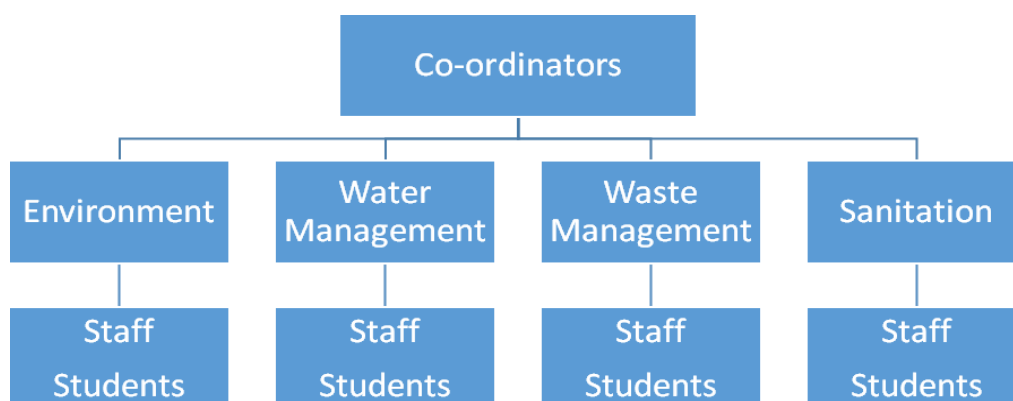 Co-ordinators
Environment
Water
Management
Waste
Management
Sanitation
Staff
Students
Staff
Students
Staff
Students
Staff
Students